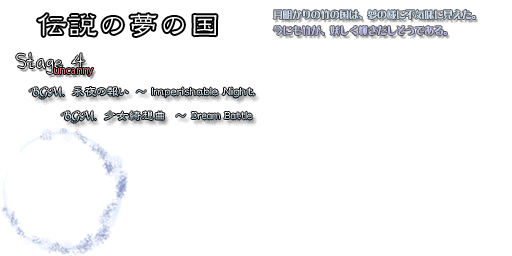 伝説の夢の国
Stage 4
uncanny
BGM. 永夜の報い ～ Imperishable Night.
BGM. 少女綺想曲 ～ Dream Battle
月明かりの竹の国は、夢の様に不気味に見えた。
今にも竹が、妖しく囁きだしそうである。